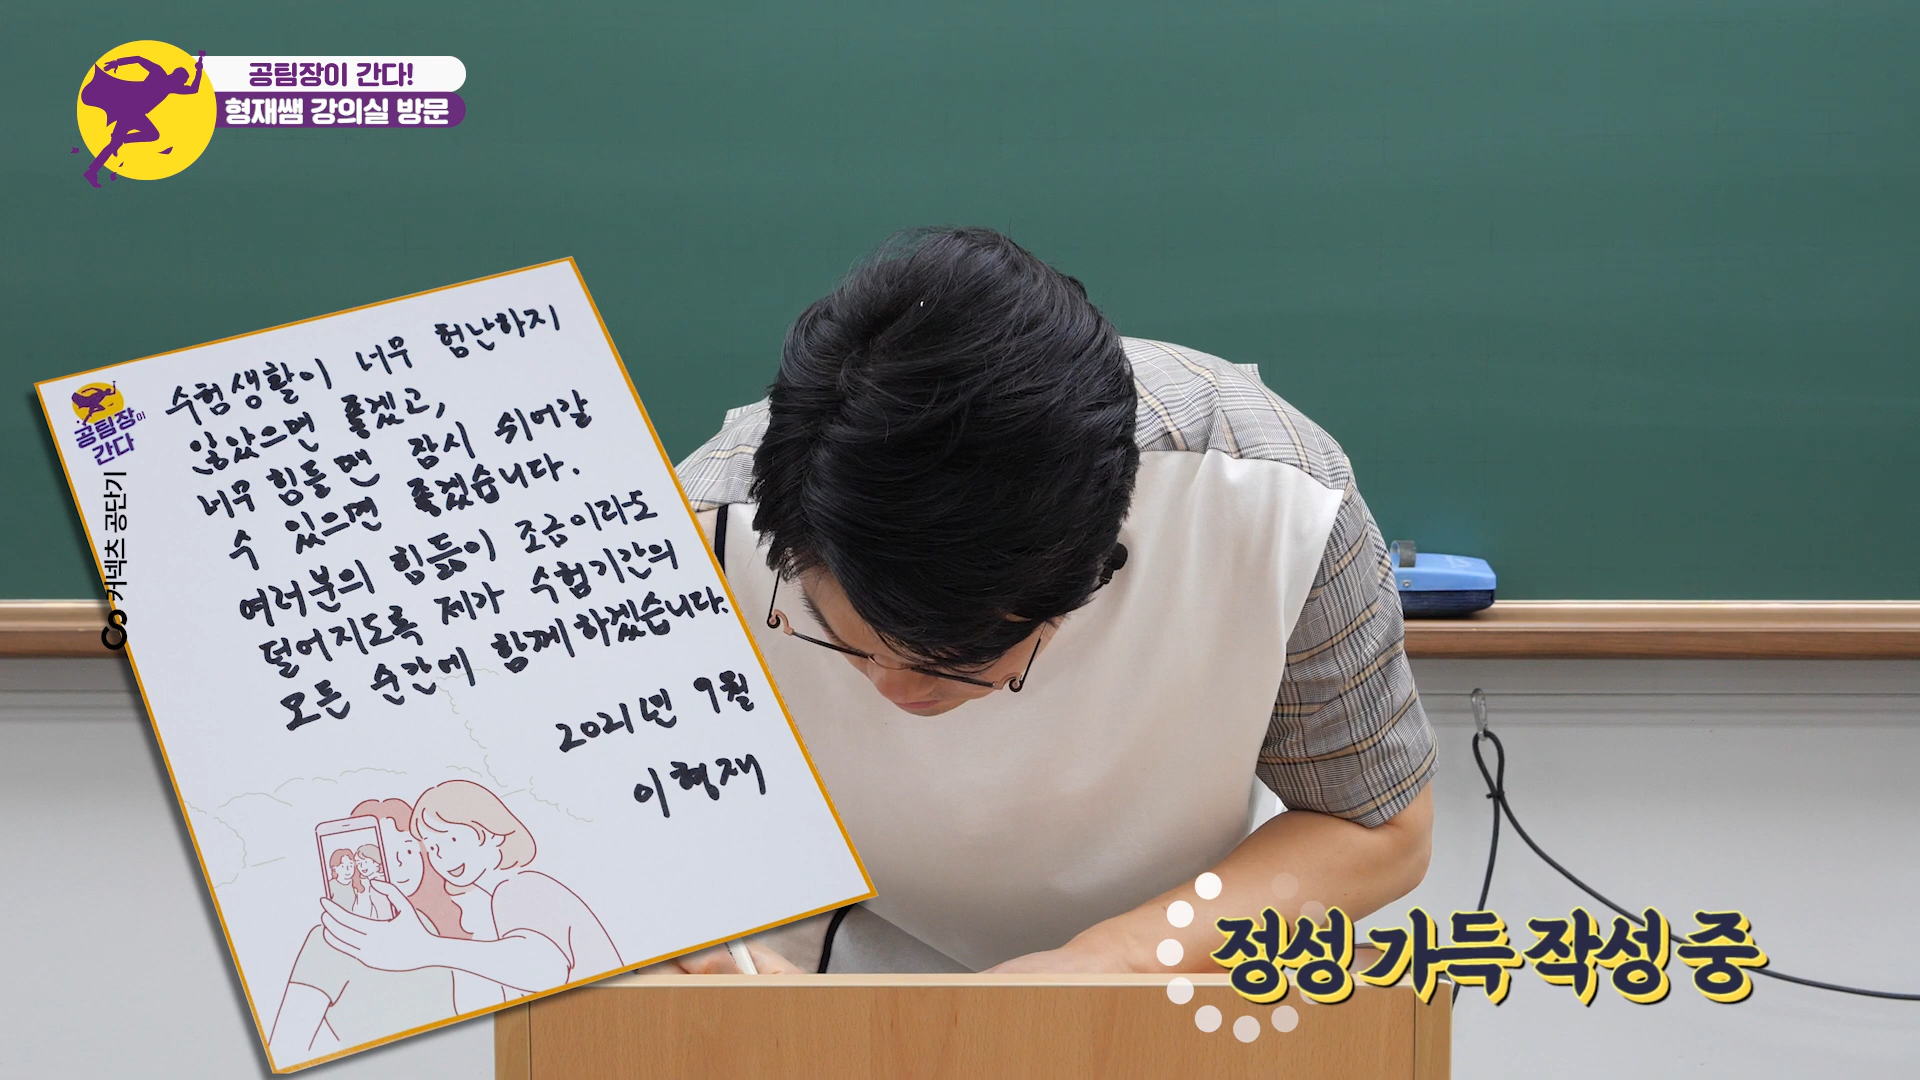 공팀장이 간다!
형재쌤 강의실 방문
공팀장이
간다
커넥츠 공단기
수험생활이 너무 험난하지
않았으면 좋겠고,
너무 힘들땐 잠시 쉬어갈
수 있으면 좋겠습니다.
여러분의 힘듦이 조금이라도
덜어지도록 제가 수험기간의
모든 순간에 함께하겠습니다.
2021년 9월
이형재
정성 가득 작성 중